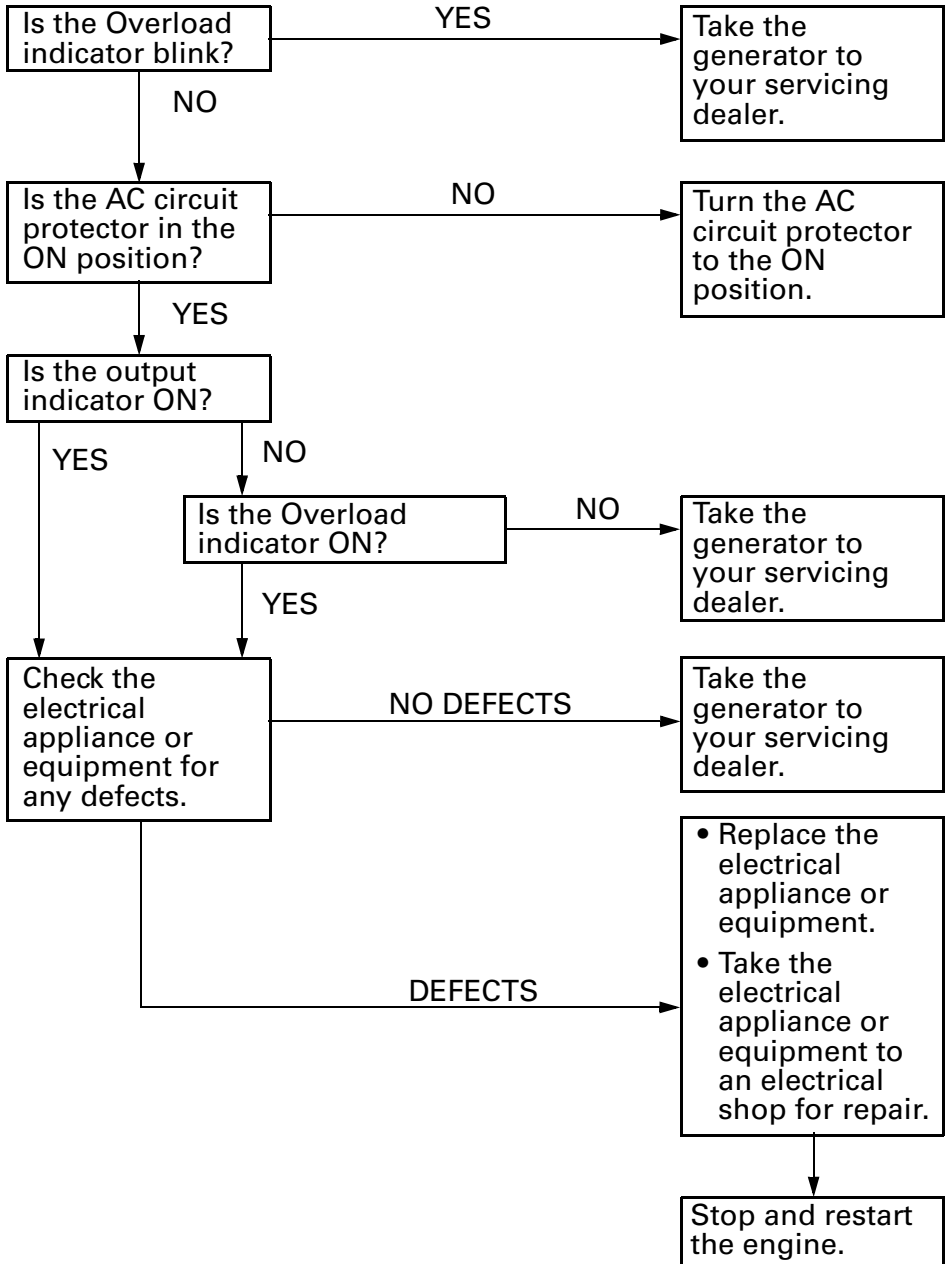 Is the Overload
indicator blink?
YES
Take the
generator to
your servicing
dealer.
NO
Is the AC circuit
protector in the
ON position?
NO
Turn the AC
circuit protector
to the ON
position.
YES
Is the output
indicator ON?
YES
NO
Is the Overload
indicator ON?
NO
Take the
generator to
your servicing
dealer.
YES
Check the
electrical
appliance or
equipment for
any defects.
NO DEFECTS
Take the
generator to
your servicing
dealer.
DEFECTS
• Replace the
electrical
appliance or
equipment.
• Take the
electrical
appliance or
equipment to
an electrical
shop for repair.
Stop and restart
the engine.